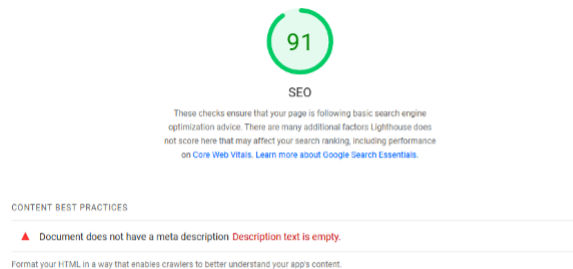 91
SEO
These checks ensure that your page is following basic search engine
optimization advice. There are many additional factors Lighthouse does
not score here that may affect your search ranking, including performance
on Core Web Vitals. Learn more about Google Search Essentials.
CONTENT BEST PRACTICES
Document does not have a meta description Description text is empty.
Format your HTML in a way that enables crawlers to better understand your app's content.